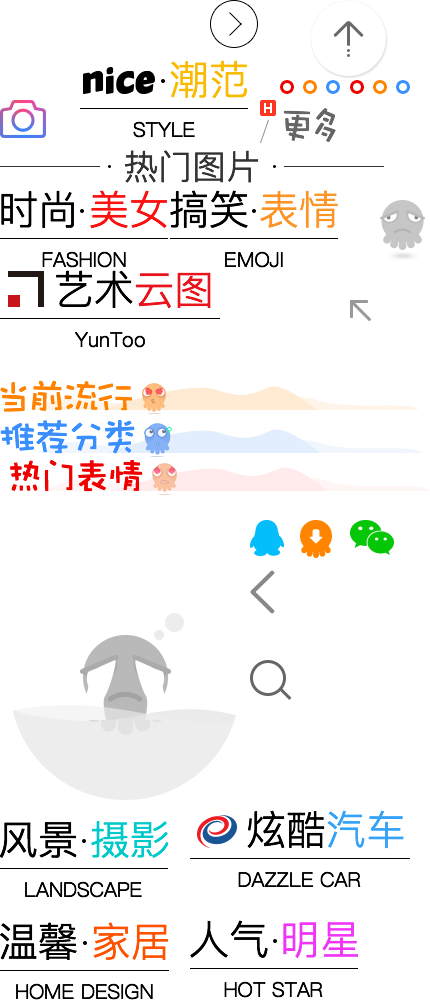 nice·潮范
STYLE
H
更多
·热门图片·
时尚·美女
FASHION
搞笑·表情
EMOJI
艺术云图
YunToo
当前流行
推荐分类
热门表情
风景·摄影
LANDSCAPE
炫酷汽车
DAZZLE CAR
温馨·家居
HOME DESIGN
人气·明星
HOT STAR